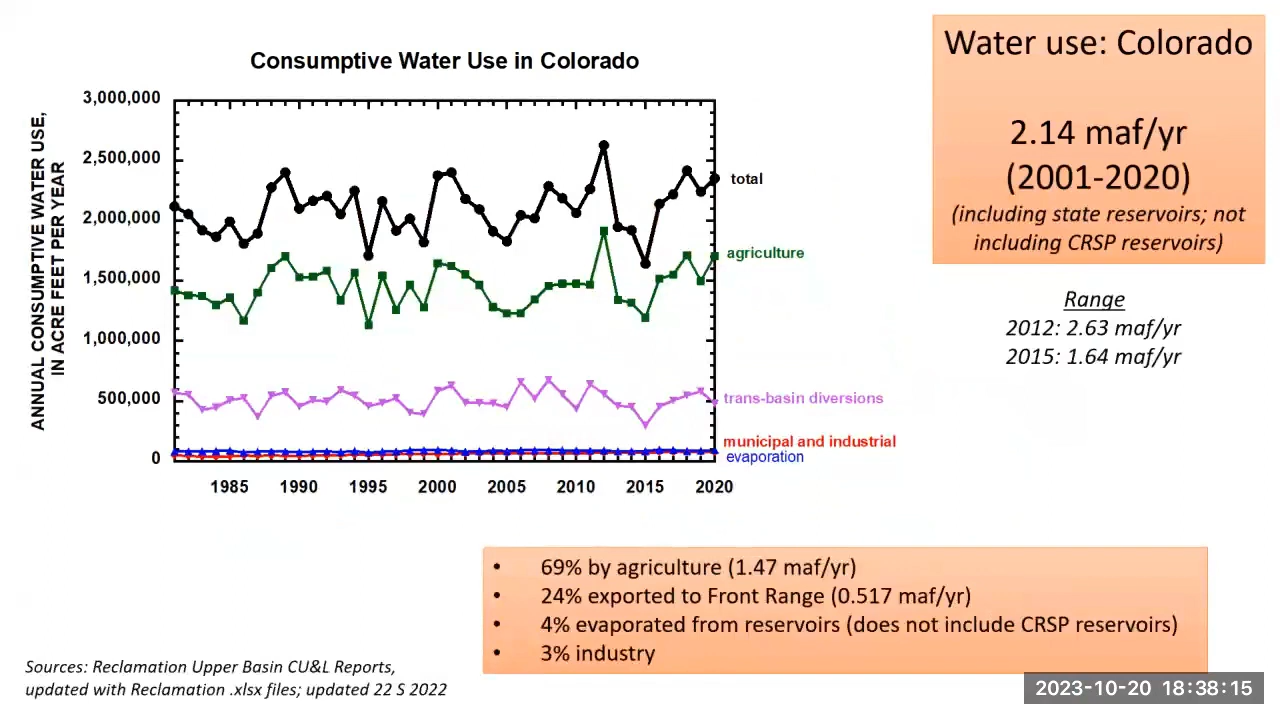 Water use: Colorado
Consumptive Water Use in Colorado
ANNUAL CONSUMPTIVE WATER USE,
IN ACRE FEET PER YEAR
3,000,000
2,500,000
2,000,000
1,500,000
1,000,000
500,000
0
1985 1990 1995 2000 2005 2010 2015 2020
total
agriculture
trans-basin diversions
municipal and industrial
evaporation
2.14 maf/yr
(2001-2020)
(including state reservoirs; not
including CRSP reservoirs)
Range
2012: 2.63 maf/yr
2015: 1.64 maf/yr
• 69% by agriculture (1.47 maf/yr)
• 24% exported to Front Range (0.517 maf/yr)
• 4% evaporated from reservoirs (does not include CRSP reservoirs)
• 3% industry
Sources: Reclamation Upper Basin CU&L Reports,
updated with Reclamation .xlsx files; updated 22 S 2022
2023-10-20 18:38:15